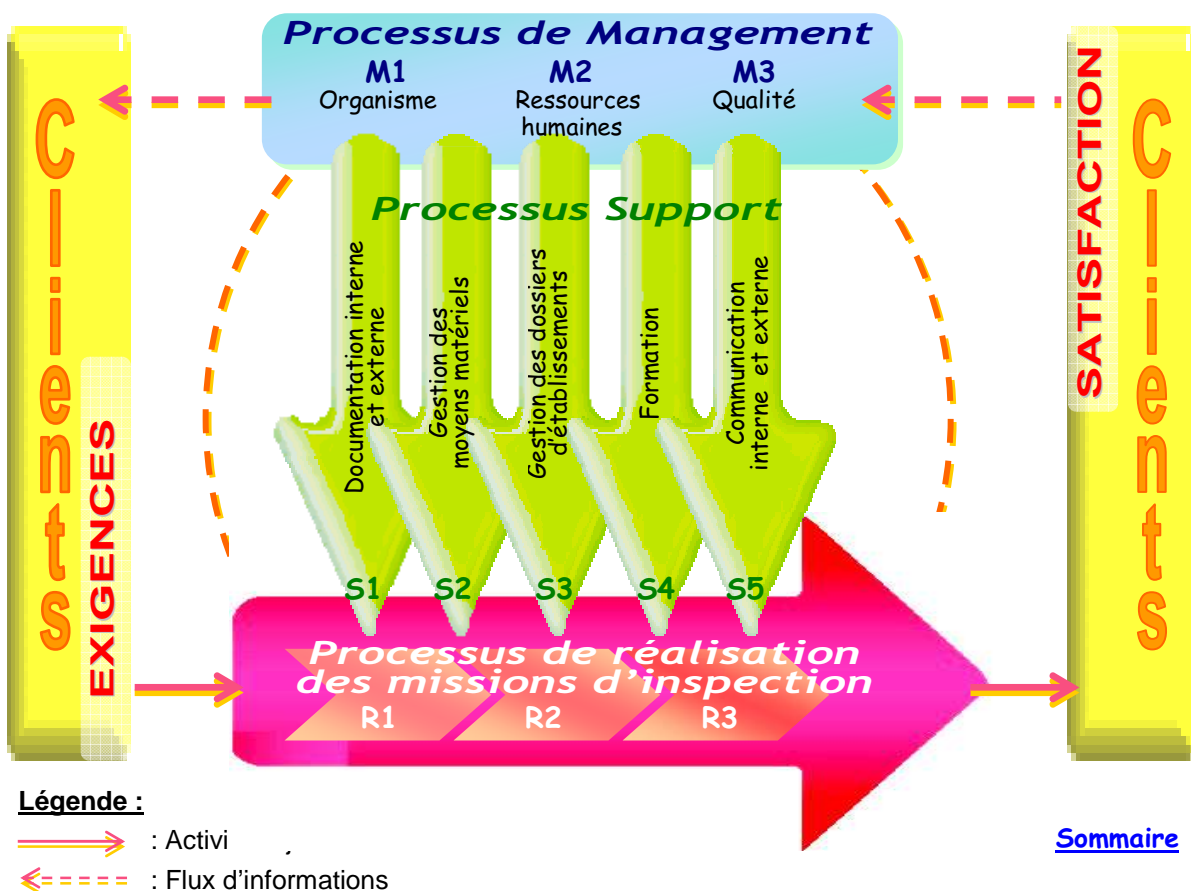 Processus de Management
M1
Organisme
M2
Ressources
humaines
M3
Qualité
Clients
EXIGENCES
Processus Support
Documentation interne
et externe
Gestion des
moyens matériels
Gestion des dossiers
d'établissements
Formation
Communication
interne et externe
S1 S2 S3 S4 S5
Processus de réalisation
des missions d'inspection
R1 R2 R3
SATISFACTION
Clients
Légende :
: Activi
: Flux d'informations
Sommaire